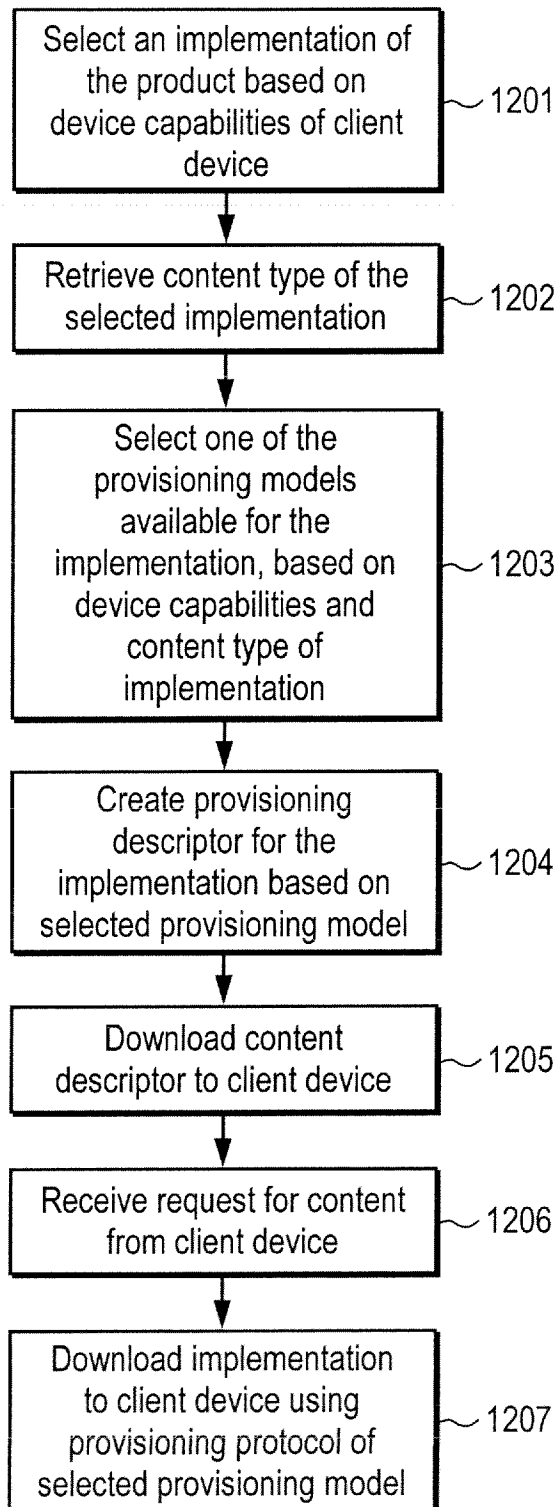 Select an implementation of
the product based on
device capabilities of client
device
1201
Retrieve content type of the
selected implementation
1202
Select one of the
provisioning models
available for the
implementation, based on
device capabilities and
content type of
implementation
1203
Create provisioning
descriptor for the
implementation based on
selected provisioning model
1204
Download content
descriptor to client device
1205
Receive request for content
from client device
1206
Download implementation
to client device using
provisioning protocol of
selected provisioning model
1207